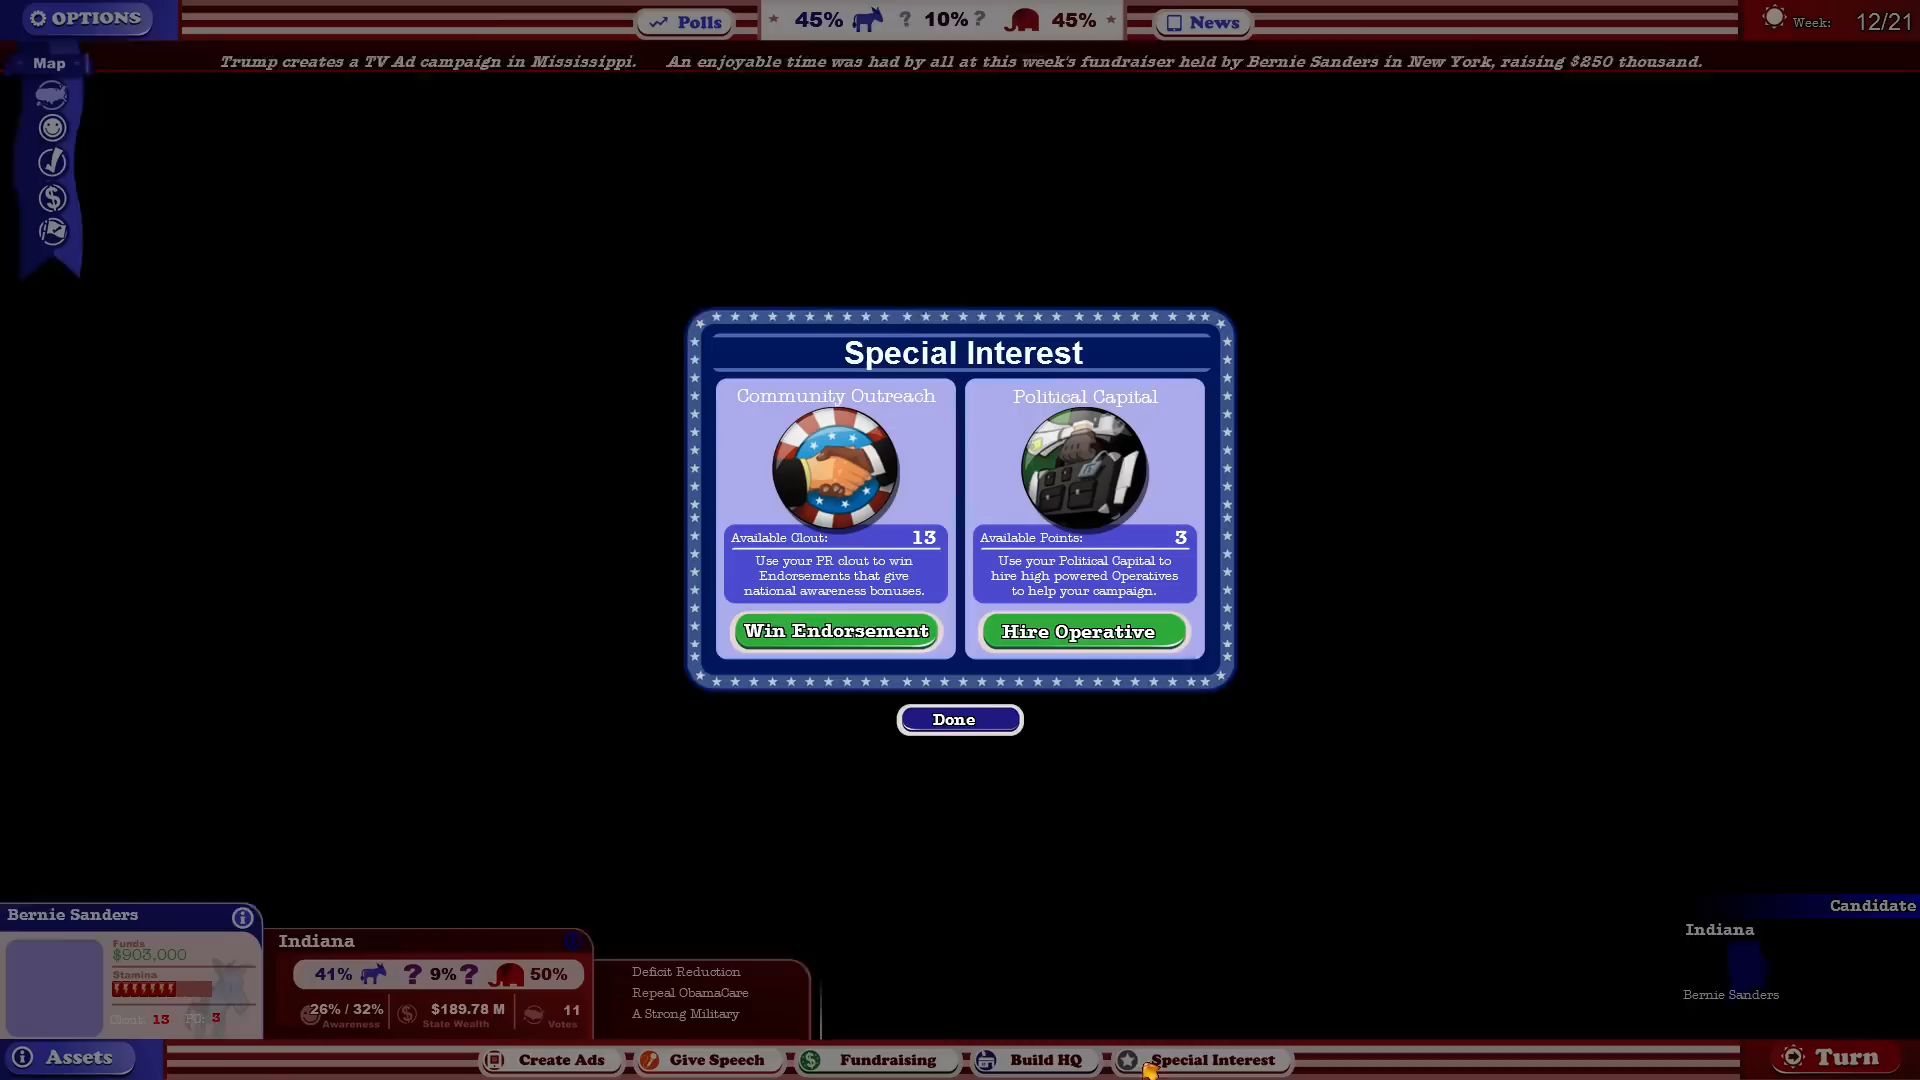 OPTIONS
Polls
45% ? 10% ? 45%
News
Week: 12/21
Map
Trump creates a TV Ad campaign in Mississippi. An enjoyable time was had by all at this week's fundraiser held by Bernie Sanders in New York, raising $250 thousand.
Special Interest
Community Outreach
Available Clout: 13
Use your PR clout to win
Endorsements that give
national awareness bonuses.
Win Endorsement
Political Capital
Available Points: 3
Use your Political Capital to
hire high powered Operatives
to help your campaign.
Hire Operative
Done
Bernie Sanders
Funds
$903,000
Stamina
Clout: 13 PC: 3
Indiana
41% ? 9% ? 50%
26% / 32%
Awareness
$189.78 M
State Wealth
11
Votes
Deficit Reduction
Repeal ObamaCare
A Strong Military
Candidate
Indiana
Bernie Sanders
Assets
Create Ads
Give Speech
Fundraising
Build HQ
Special Interest
Turn